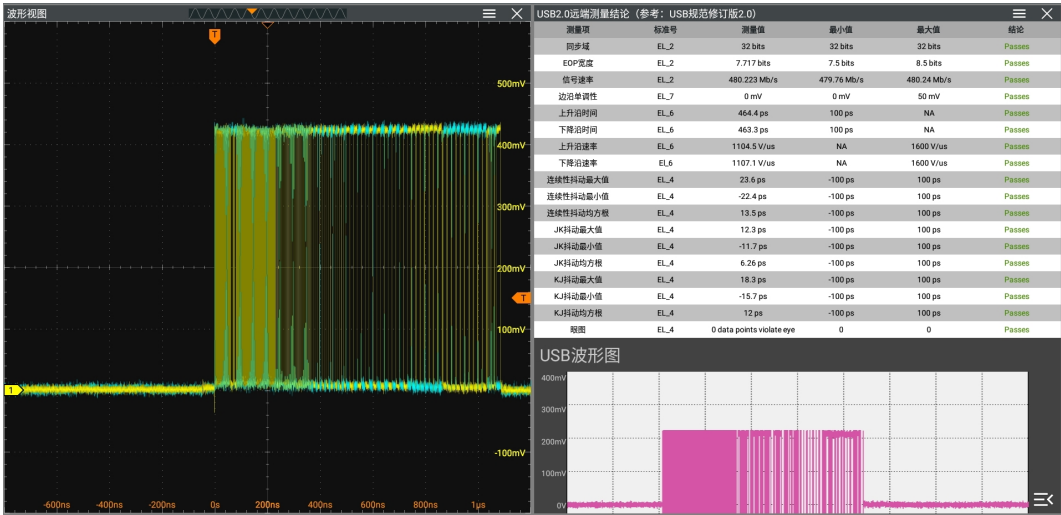 波形视图
T
500mV
400mV
300mV
200mV
T
100mV
1
-100mV
-600ns -400ns -200ns 0s 200ns 400ns 600ns 800ns 1μs
USB2.0远端测量结论（参考：USB规范修订版2.0）
测量项 标准号 测量值 最小值 最大值 结论
同步域 EL_2 32 bits 32 bits 32 bits Passes
EOP宽度 EL_2 7.717 bits 7.5 bits 8.5 bits Passes
信号速率 EL_2 480.223 Mb/s 479.76 Mb/s 480.24 Mb/s Passes
边沿单调性 EL_7 0 mV 0 mV 50 mV Passes
上升沿时间 EL_6 464.4 ps 100 ps NA Passes
下降沿时间 EL_6 463.3 ps 100 ps NA Passes
上升沿速率 EL_6 1104.5 V/us NA 1600 V/us Passes
下降沿速率 El_6 1107.1 V/us NA 1600 V/us Passes
连续性抖动最大值 EL_4 23.6 ps -100 ps 100 ps Passes
连续性抖动最小值 EL_4 -22.4 ps -100 ps 100 ps Passes
连续性抖动均方根 EL_4 13.5 ps -100 ps 100 ps Passes
JK抖动最大值 EL_4 12.3 ps -100 ps 100 ps Passes
JK抖动最小值 EL_4 -11.7 ps -100 ps 100 ps Passes
JK抖动均方根 EL_4 6.26 ps -100 ps 100 ps Passes
KJ抖动最大值 EL_4 18.3 ps -100 ps 100 ps Passes
KJ抖动最小值 EL_4 -15.7 ps -100 ps 100 ps Passes
KJ抖动均方根 EL_4 12 ps -100 ps 100 ps Passes
眼图 EL_4 0 data points violate eye 0 0 Passes
USB波形图
400mV
300mV
200mV
100mV
0V